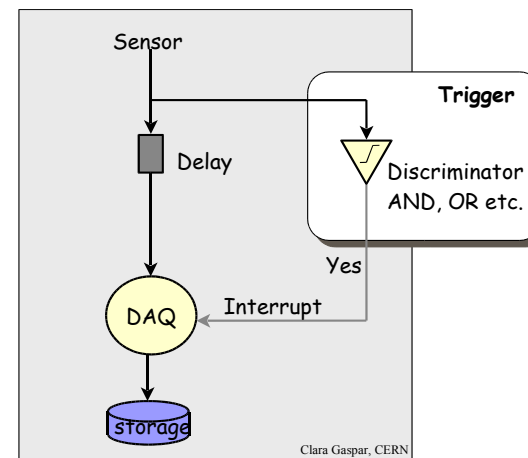 Sensor
Trigger
Delay
Discriminator
AND, OR etc.
Yes
Interrupt
DAQ
storage
Clara Gaspar, CERN